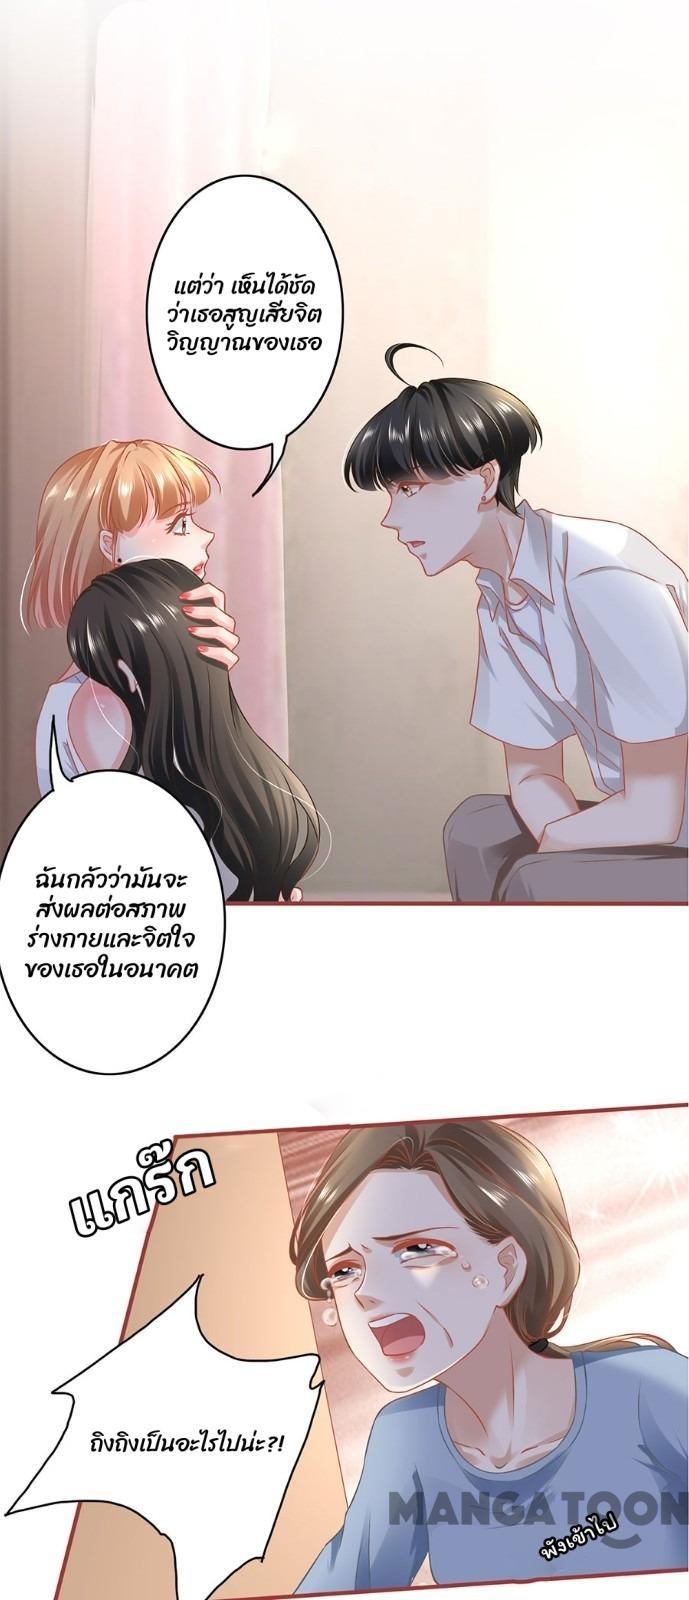 แต่ว่า เห็นได้ชัด
ว่าเธอสูญเสียจิต
วิญญาณของเธอ
ฉันกลัวว่ามันจะ
ส่งผลต่อสภาพ
ร่างกายและจิตใจ
ของเธอในอนาคต
แกร๊ก
ถิงถิงเป็นอะไรไปน่ะ?!
MANGATOON
พังเข้าไป